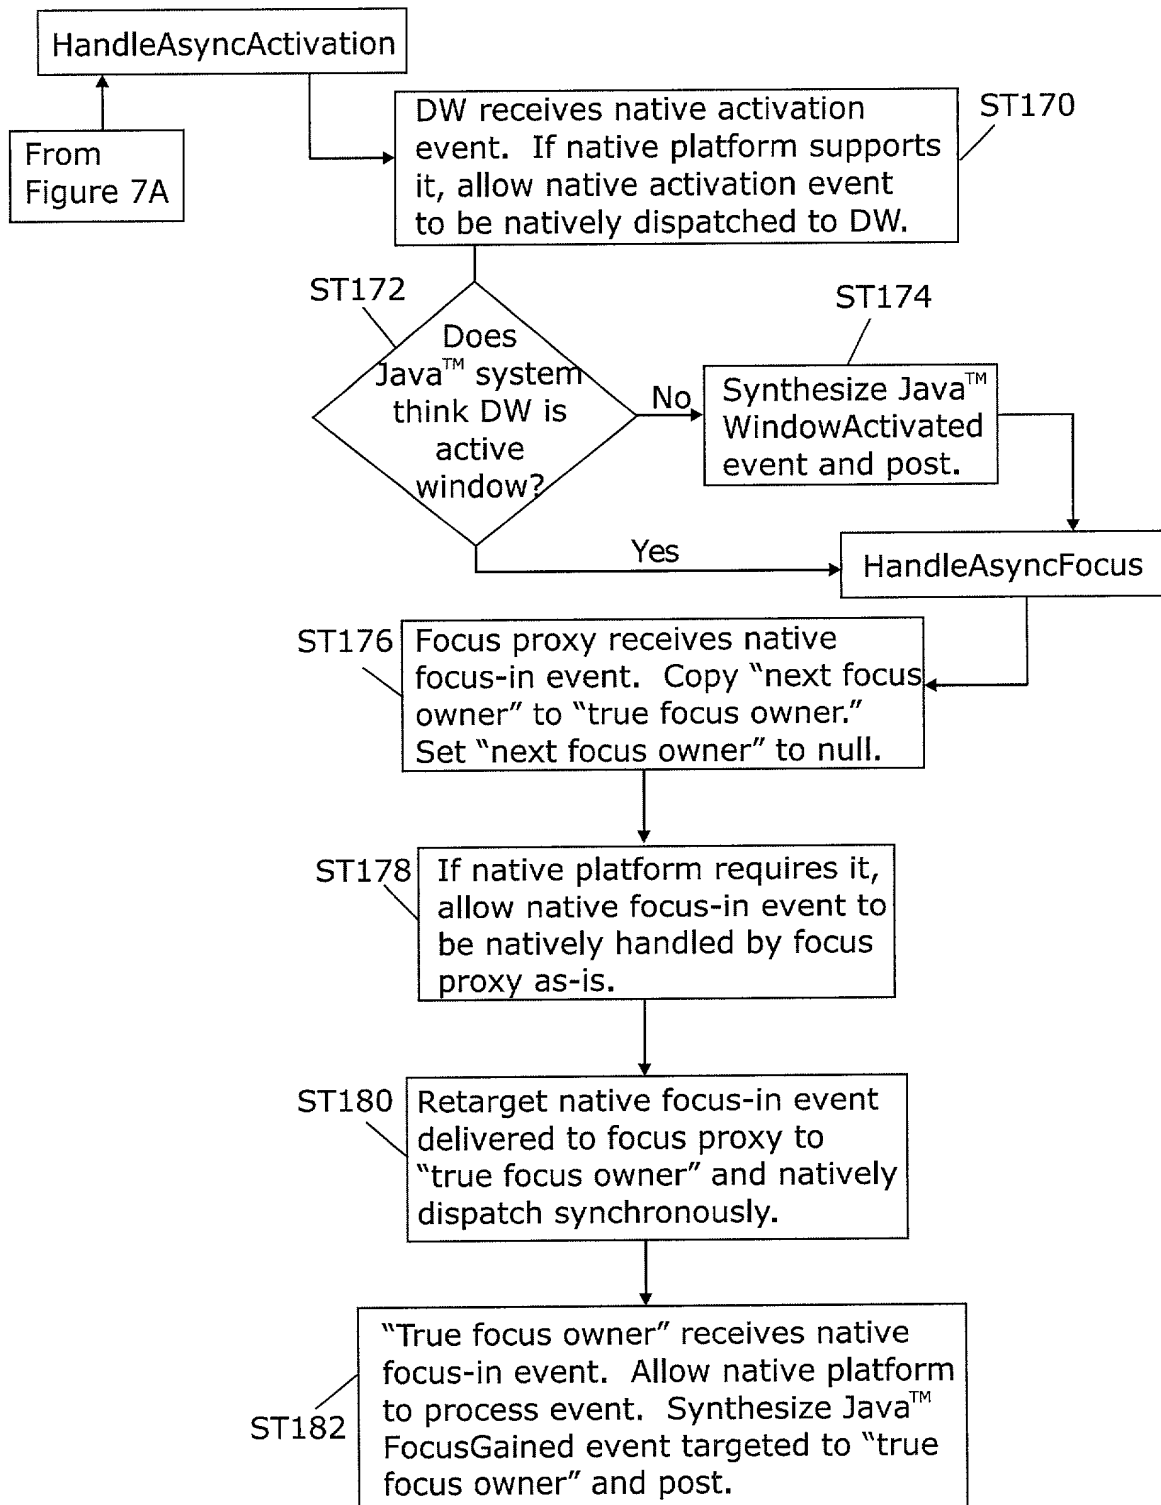 HandleAsyncActivation
From
Figure 7A
DW receives native activation
event. If native platform supports
it, allow native activation event
to be natively dispatched to DW.
ST170
ST172
Does
Java™ system
think DW is
active
window?
No
ST174
Synthesize Java™
WindowActivated
event and post.
Yes
HandleAsyncFocus
ST176
Focus proxy receives native
focus-in event. Copy “next focus
owner” to “true focus owner.”
Set “next focus owner” to null.
ST178
If native platform requires it,
allow native focus-in event to
be natively handled by focus
proxy as-is.
ST180
Retarget native focus-in event
delivered to focus proxy to
“true focus owner” and natively
dispatch synchronously.
“True focus owner” receives native
focus-in event. Allow native platform
to process event. Synthesize Java™
FocusGained event targeted to “true
focus owner” and post.
ST182